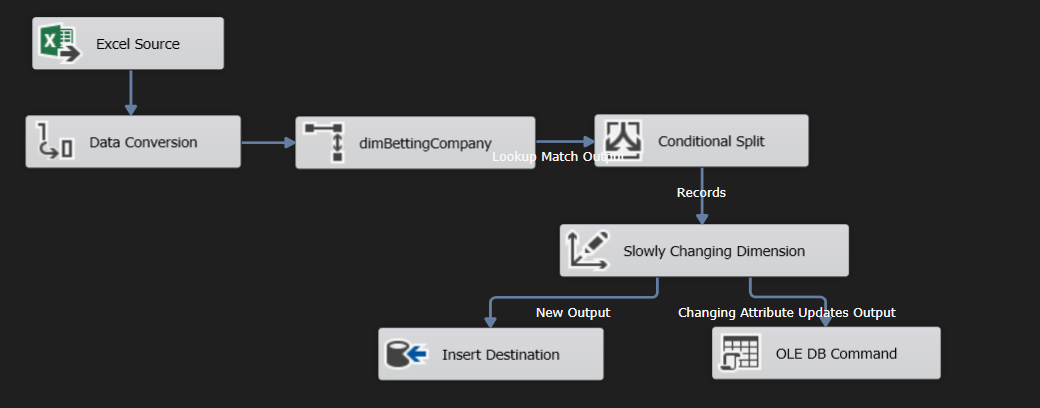 Excel Source
Data Conversion
dimBettingCompany
Lookup Match Output
Conditional Split
Records
Slowly Changing Dimension
New Output
Changing Attribute Updates Output
Insert Destination
OLE DB Command